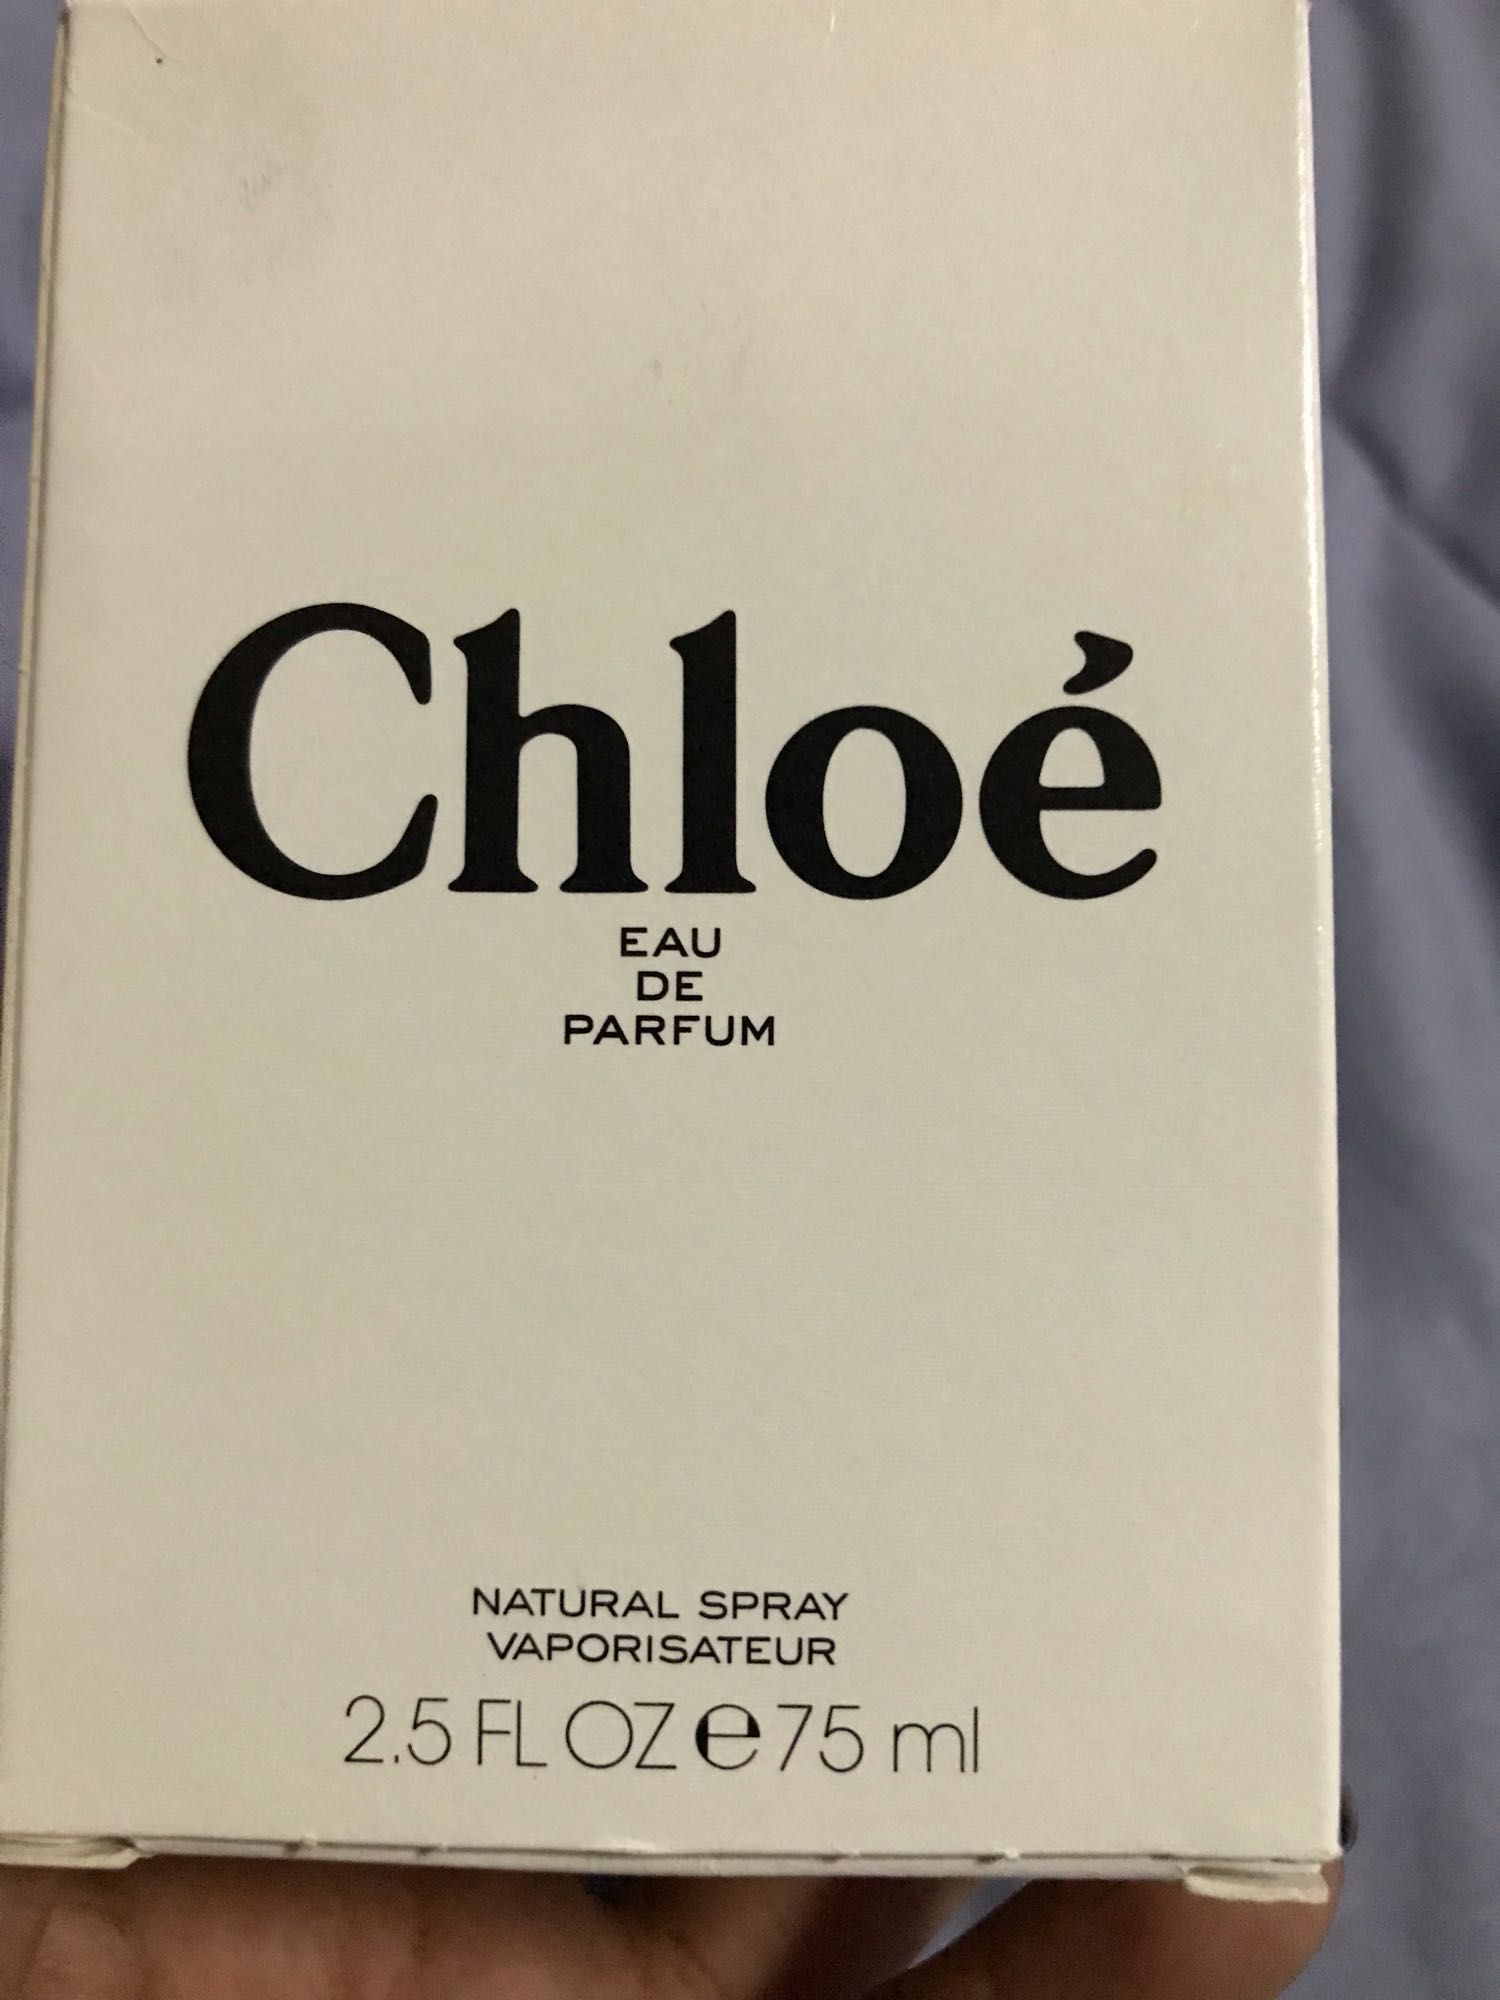 Chloé
EAU
DE
PARFUM
NATURAL SPRAY
VAPORISATEUR
2.5 FL OZ e 75 ml